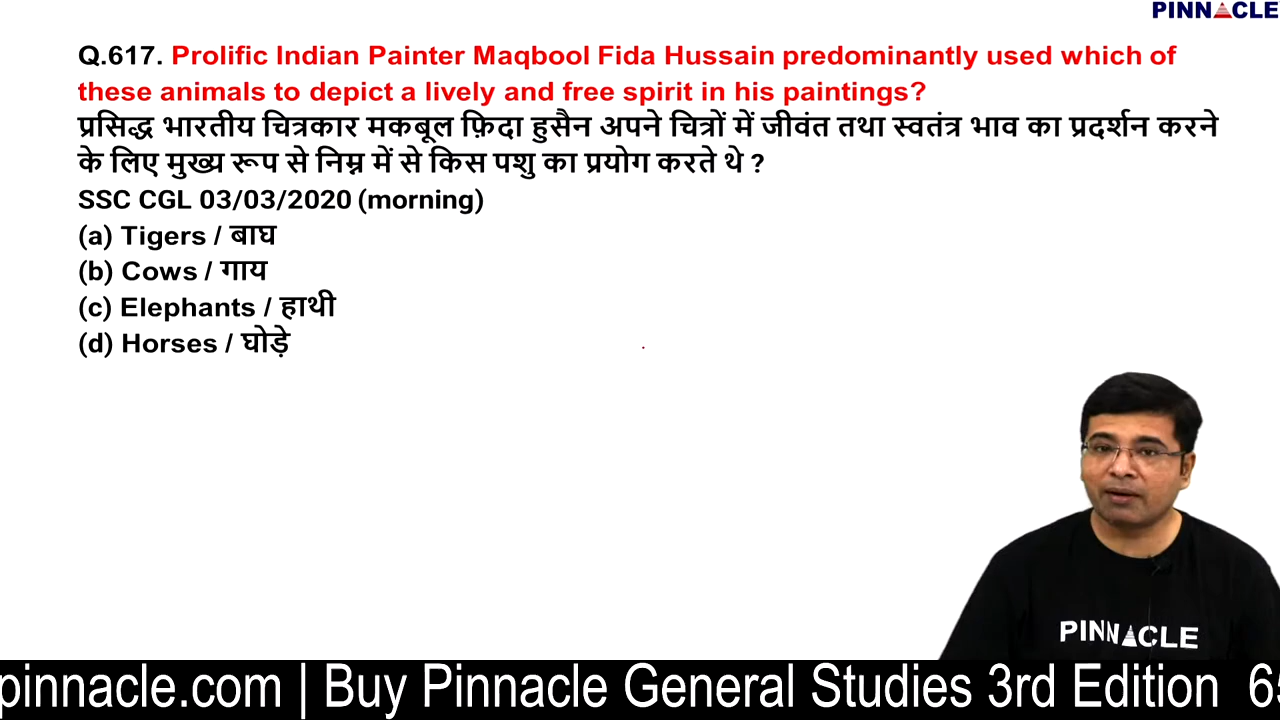 PINNACLE
Q.617. Prolific Indian Painter Maqbool Fida Hussain predominantly used which of
these animals to depict a lively and free spirit in his paintings?
प्रसिद्ध भारतीय चित्रकार मकबूल फ़िदा हुसैन अपने चित्रों में जीवंत तथा स्वतंत्र भाव का प्रदर्शन करने
के लिए मुख्य रूप से निम्न में से किस पशु का प्रयोग करते थे ?
SSC CGL 03/03/2020 (morning)
(a) Tigers / बाघ
(b) Cows / गाय
(c) Elephants / हाथी
(d) Horses / घोड़े
PINNACLE
pinnacle.com | Buy Pinnacle General Studies 3rd Edition